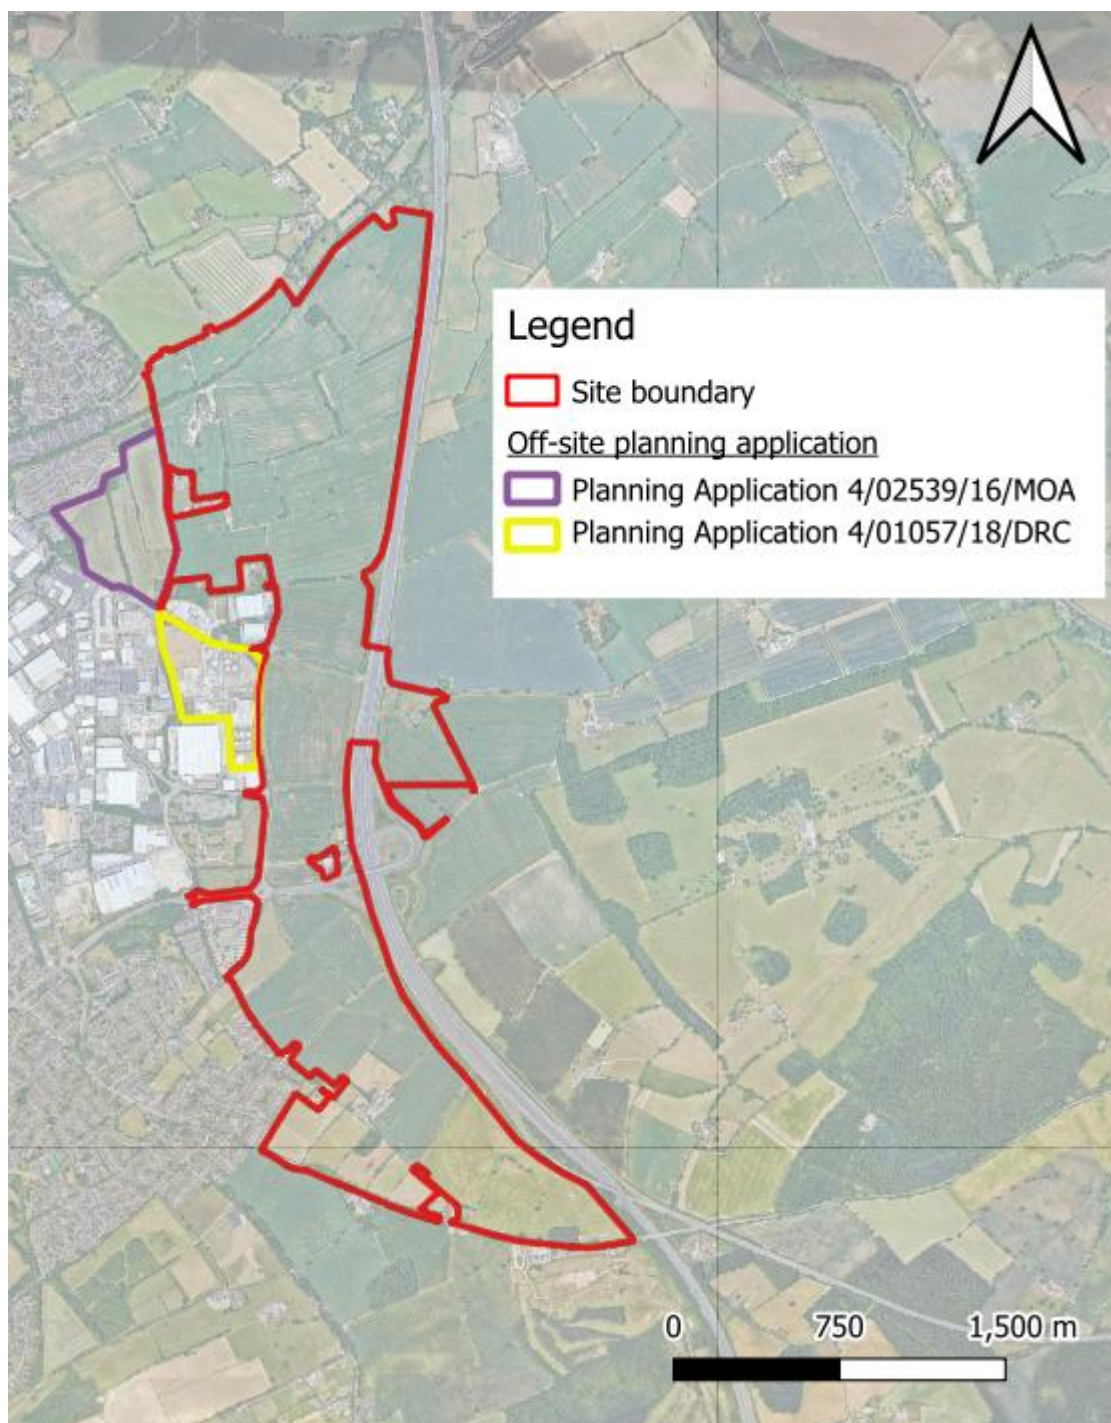 Legend
Site boundary
Off-site planning application
Planning Application 4/02539/16/MOA
Planning Application 4/01057/18/DRC
0 750 1,500 m